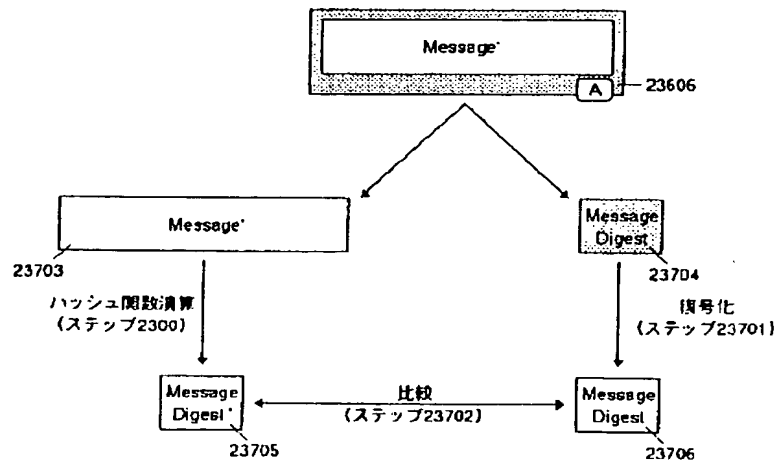 Message'
A
23606
Message'
Message
Digest
23703
23704
ハッシュ関数演算
(ステップ2300)
復号化
(ステップ23701)
Message
Digest'
比較
(ステップ23702)
Message
Digest
23705
23706